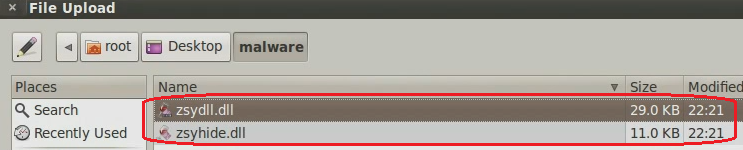 × File Upload
root Desktop malware
Places Name Size Modified
Search zsydll.dll 29.0 KB 22:21
Recently Used zsyhide.dll 11.0 KB 22:21